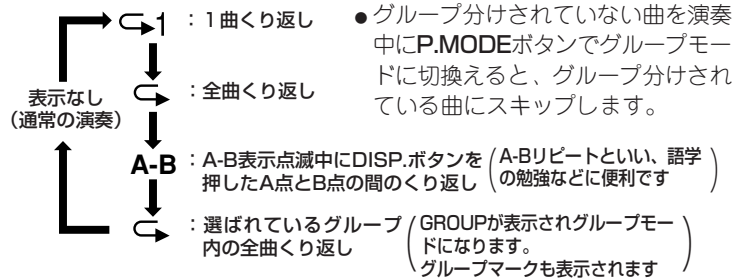 1 : 1曲くり返し
: 全曲くり返し
表示なし
(通常の演奏)
A-B : A-B表示点滅中にDISP.ボタンを
押したA点とB点の間のくり返し
(A-Bリピートといい、語学
の勉強などに便利です)
: 選ばれているグループ
内の全曲くり返し
(GROUPが表示されグループモー
ドになります。
グループマークも表示されます)
●グループ分けされていない曲を演奏
中にP.MODEボタンでグループモー
ドに切換えると、グループ分けされ
ている曲にスキップします。